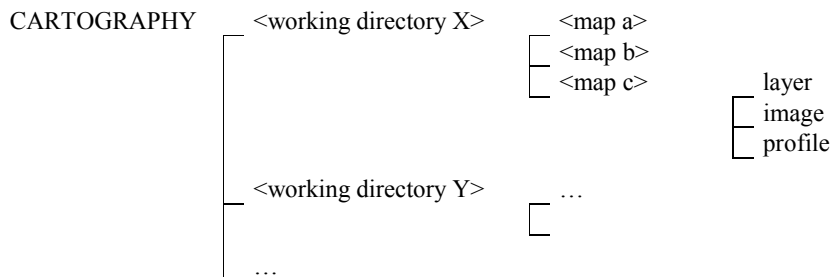 CARTOGRAPHY <working directory X> <map a>
<map b>
<map c> layer
image
profile
<working directory Y> …
…